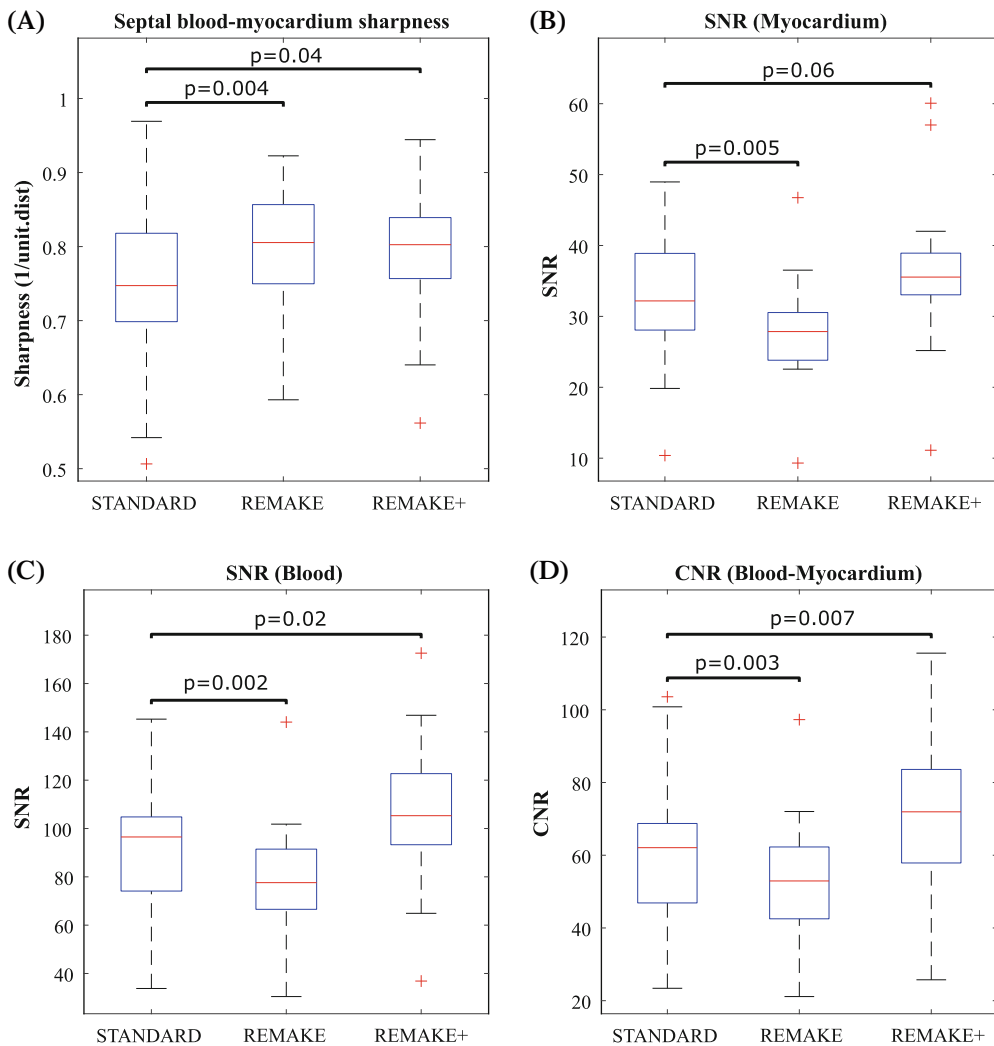 (A)
Septal blood-myocardium sharpness
p=0.04
p=0.004
1
0.9
0.8
0.7
0.6
0.5
Sharpness (1/unit.dist)
STANDARD REMAKE REMAKE+
(B)
SNR (Myocardium)
p=0.06
p=0.005
60
50
40
30
20
10
SNR
STANDARD REMAKE REMAKE+
(C)
SNR (Blood)
p=0.02
p=0.002
180
160
140
120
100
80
60
40
SNR
STANDARD REMAKE REMAKE+
(D)
CNR (Blood-Myocardium)
p=0.007
p=0.003
120
100
80
60
40
20
CNR
STANDARD REMAKE REMAKE+